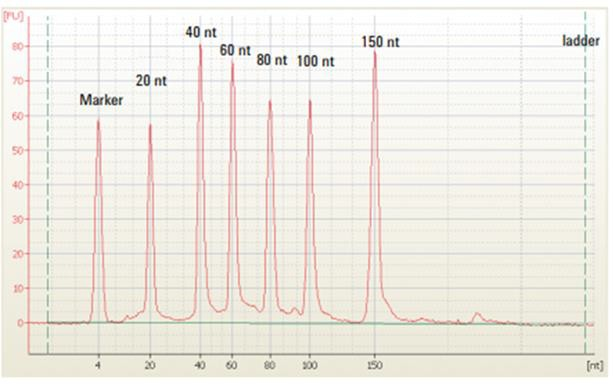 [FU]
40 nt
150 nt
ladder
80
60 nt
80 nt
100 nt
70
20 nt
Marker
60
50
40
30
20
10
0
4 20 40 60 80 100 150 [nt]